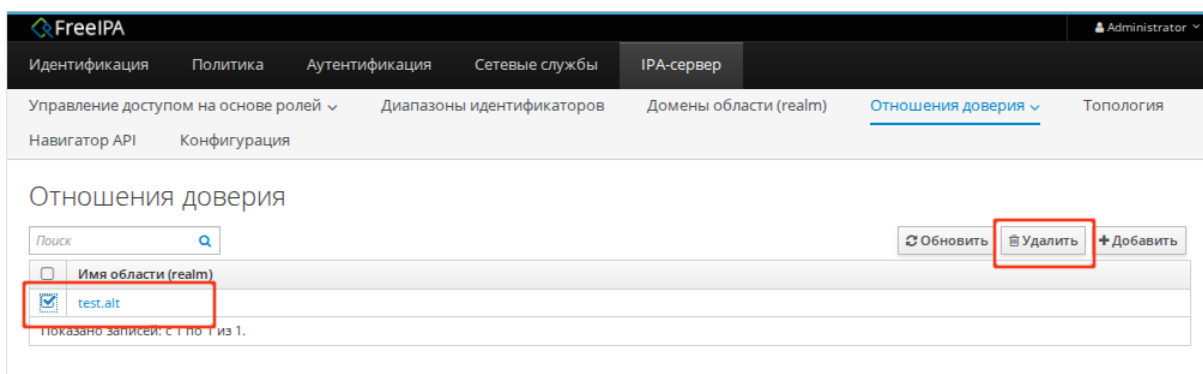 FreeIPA Administrator
Идентификация Политика Аутентификация Сетевые службы IPA-сервер
Управление доступом на основе ролей Диапазоны идентификаторов Домены области (realm) Отношения доверия Топология
Навигатор API Конфигурация
Отношения доверия
Поиск Обновить Удалить +Добавить
Имя области (realm)
test.alt
Показано записей: с 1 по 1 из 1.